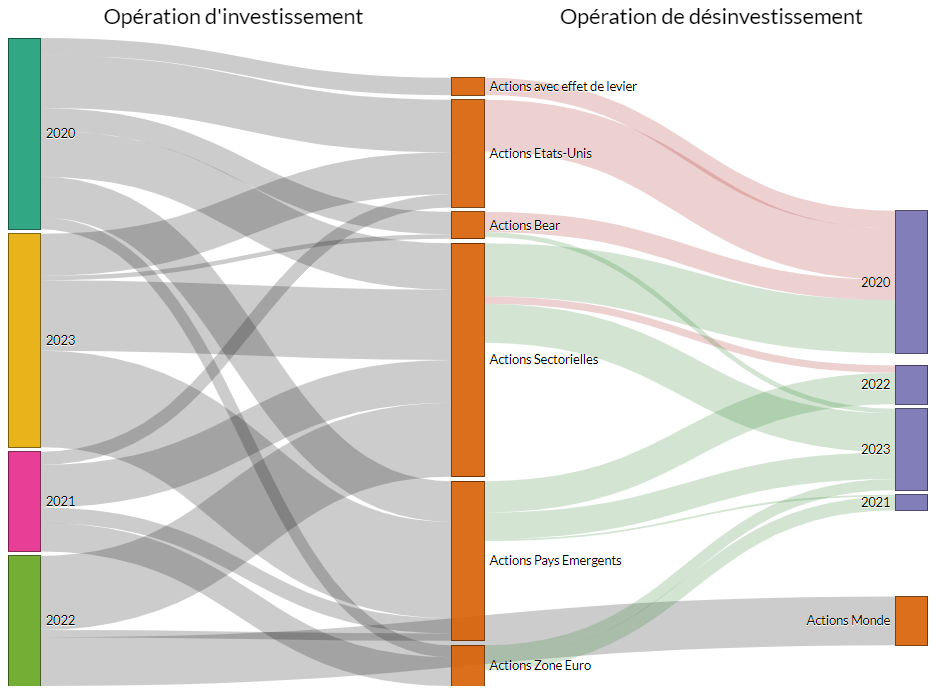 Opération d'investissement
Opération de désinvestissement
2020
2023
2021
2022
Actions avec effet de levier
Actions Etats-Unis
Actions Bear
Actions Sectorielles
Actions Pays Emergents
Actions Zone Euro
2020
2022
2023
2021
Actions Monde